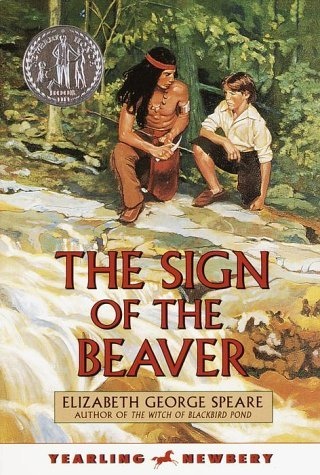 THE SIGN
OF THE
BEAVER
ELIZABETH GEORGE SPEARE
AUTHOR OF THE WITCH OF BLACKBIRD POND
YEARLING NEWBERY